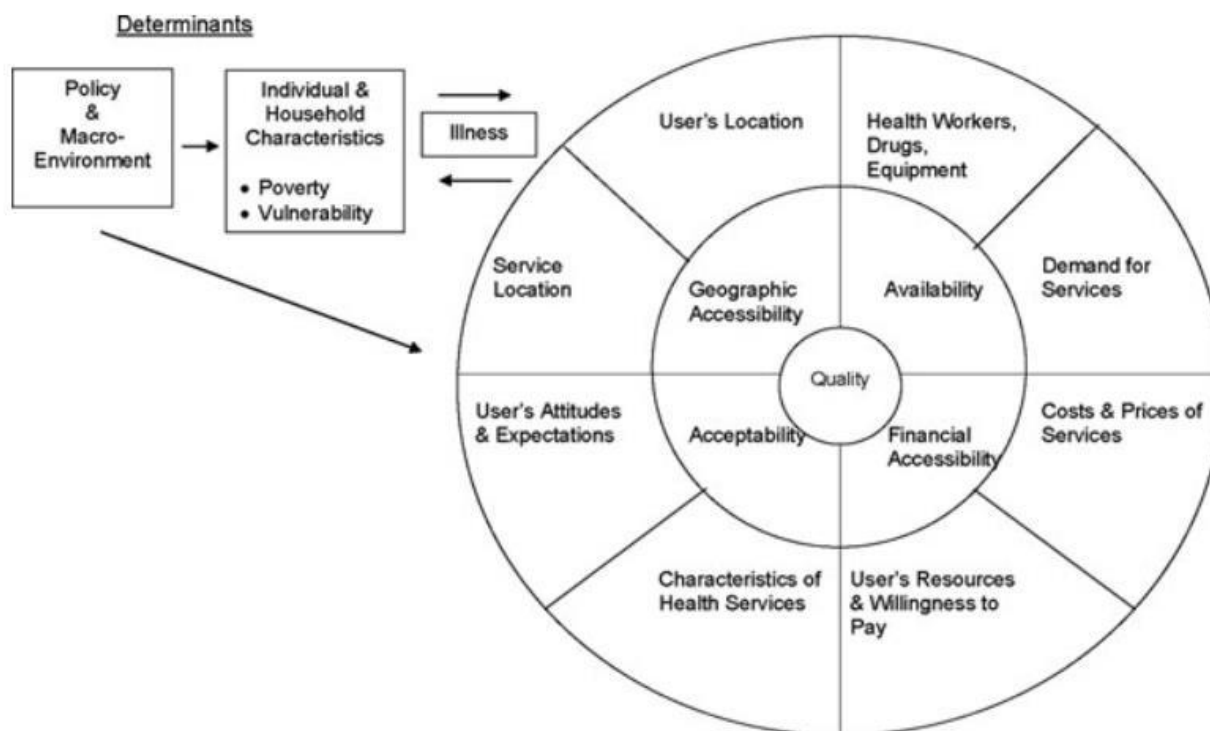 Determinants
Policy
&
Macro-
Environment
Individual &
Household
Characteristics
• Poverty
• Vulnerability
Illness
User's Location
Health Workers,
Drugs,
Equipment
Service
Location
Geographic
Accessibility
Availability
Demand for
Services
Quality
User's Attitudes
& Expectations
Acceptability
Financial
Accessibility
Costs & Prices of
Services
Characteristics of
Health Services
User's Resources
& Willingness to
Pay